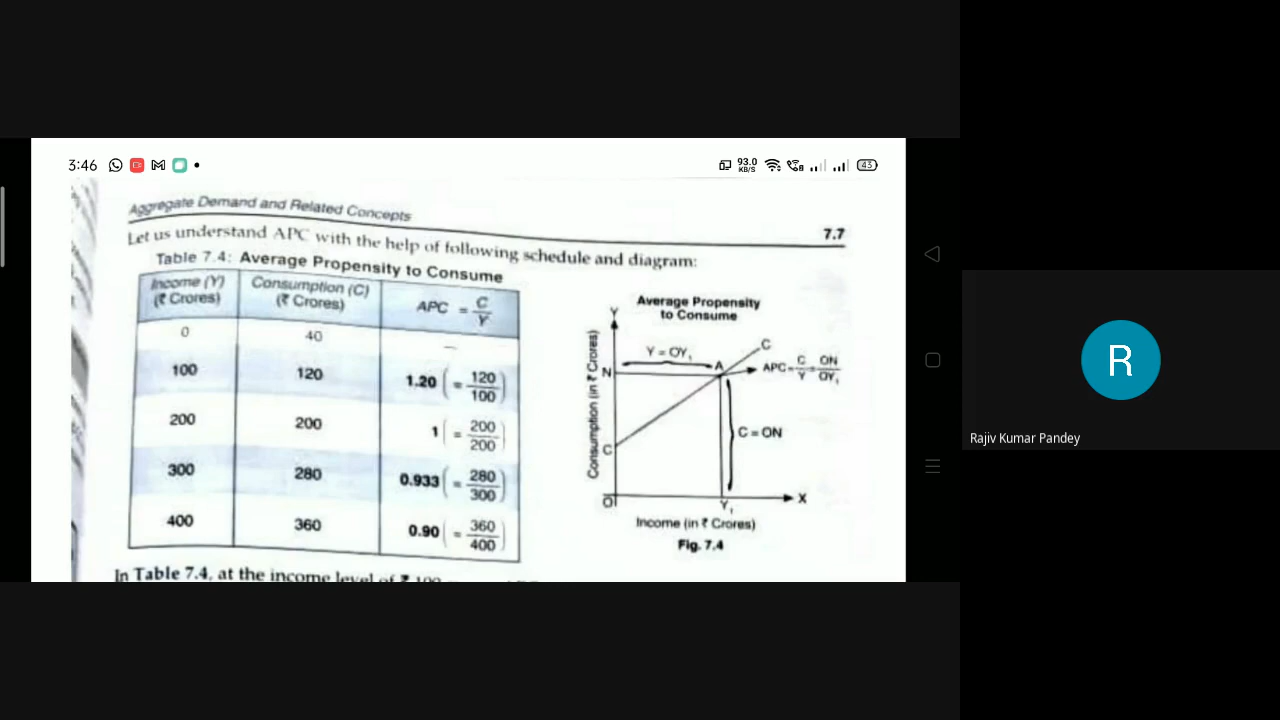 3:46
93.0
KB/S
43
Aggregate Demand and Related Concepts
7.7
Let us understand APC with the help of following schedule and diagram:
Table 7.4: Average Propensity to Consume
Income (Y) (₹ Crores) Consumption (C) (₹ Crores) APC = C/Y
0 40 —
100 120 1.20 (= 120/100)
200 200 1 (= 200/200)
300 280 0.933 (= 280/300)
400 360 0.90 (= 360/400)
Average Propensity
to Consume
Y
Y = OY₁
C
N
A
APC = C/Y = ON/OY₁
Consumption (in ₹ Crores)
C = ON
C
O
Y₁
X
Income (in ₹ Crores)
Fig. 7.4
In Table 7.4, at the income level of ₹ 100
R
Rajiv Kumar Pandey